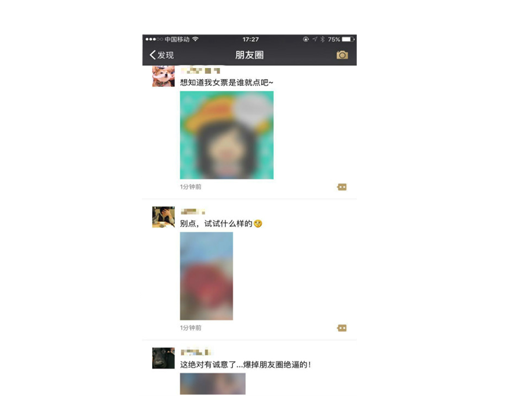 中国移动
17:27
75%
发现
朋友圈
想知道我女票是谁就点吧~
1分钟前
别点，试试什么样的
1分钟前
这绝对有诚意了...爆掉朋友圈绝逼的！